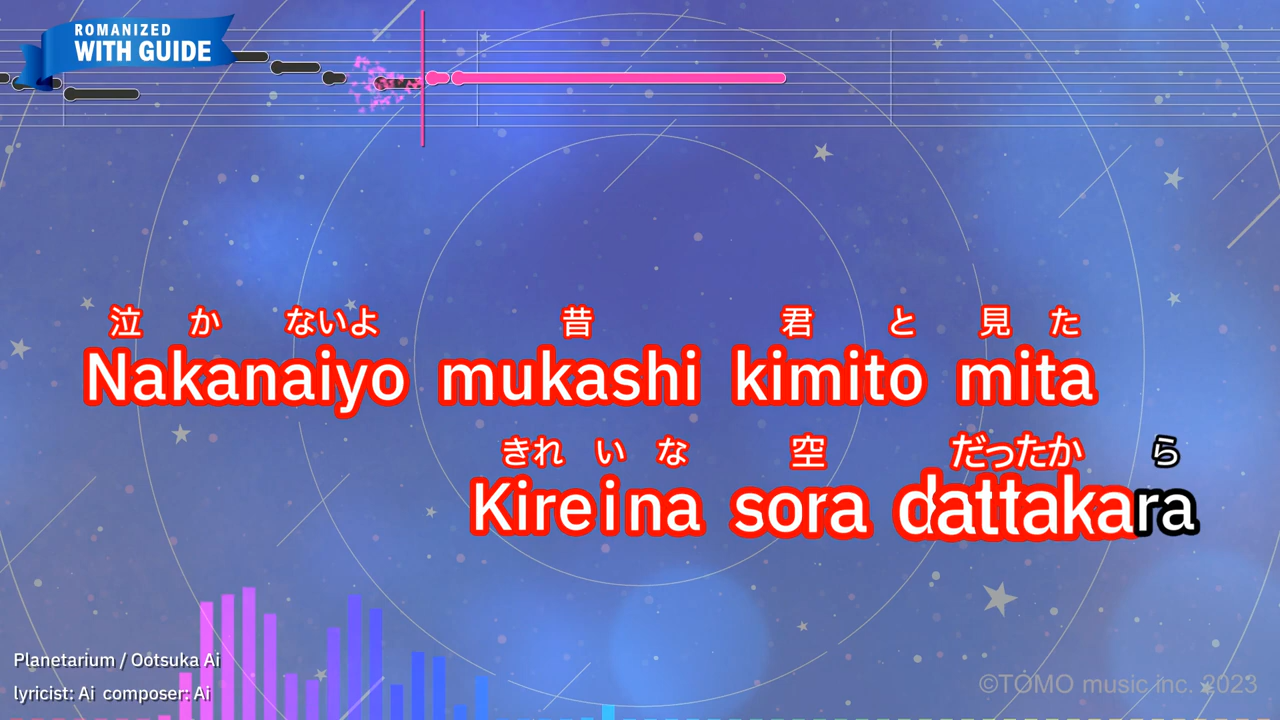 ROMANIZED
WITH GUIDE
泣 か ないよ 昔 君 と 見 た
Nakanaiyo mukashi kimito mita
きれ い な 空 だったか ら
Kireina sora dattakara
Planetarium / Ootsuka Ai
lyricist: Ai composer: Ai
©TOMO music inc. 2023